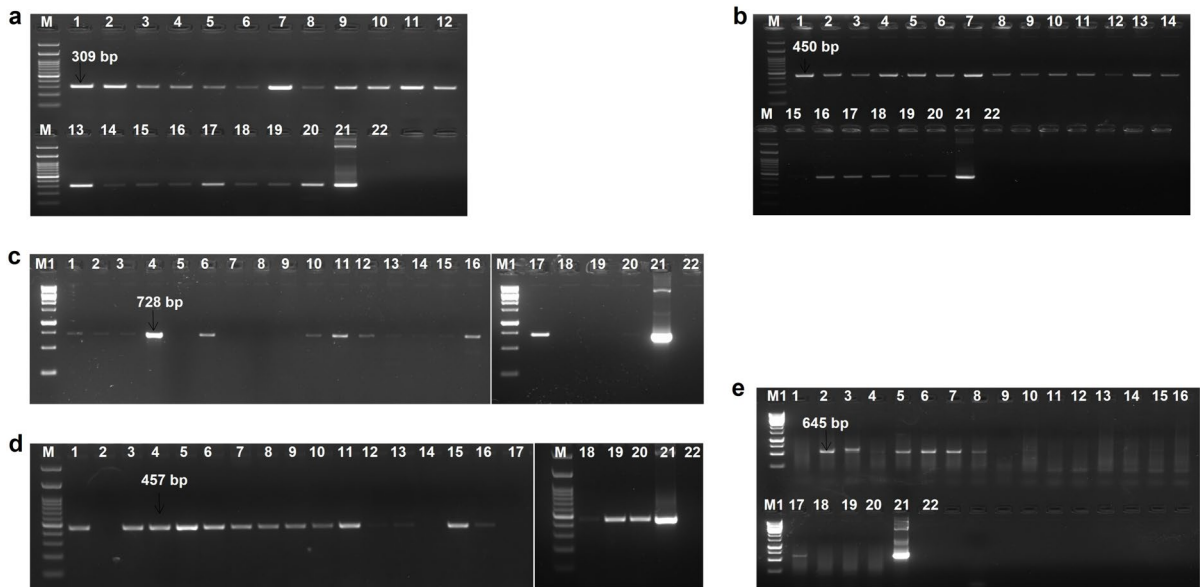 a
M 1 2 3 4 5 6 7 8 9 10 11 12
309 bp
M 13 14 15 16 17 18 19 20 21 22
b
M 1 2 3 4 5 6 7 8 9 10 11 12 13 14
450 bp
M 15 16 17 18 19 20 21 22
c
M1 1 2 3 4 5 6 7 8 9 10 11 12 13 14 15 16 M1 17 18 19 20 21 22
728 bp
d
M 1 2 3 4 5 6 7 8 9 10 11 12 13 14 15 16 17 M 18 19 20 21 22
457 bp
e
M1 1 2 3 4 5 6 7 8 9 10 11 12 13 14 15 16
645 bp
M1 17 18 19 20 21 22